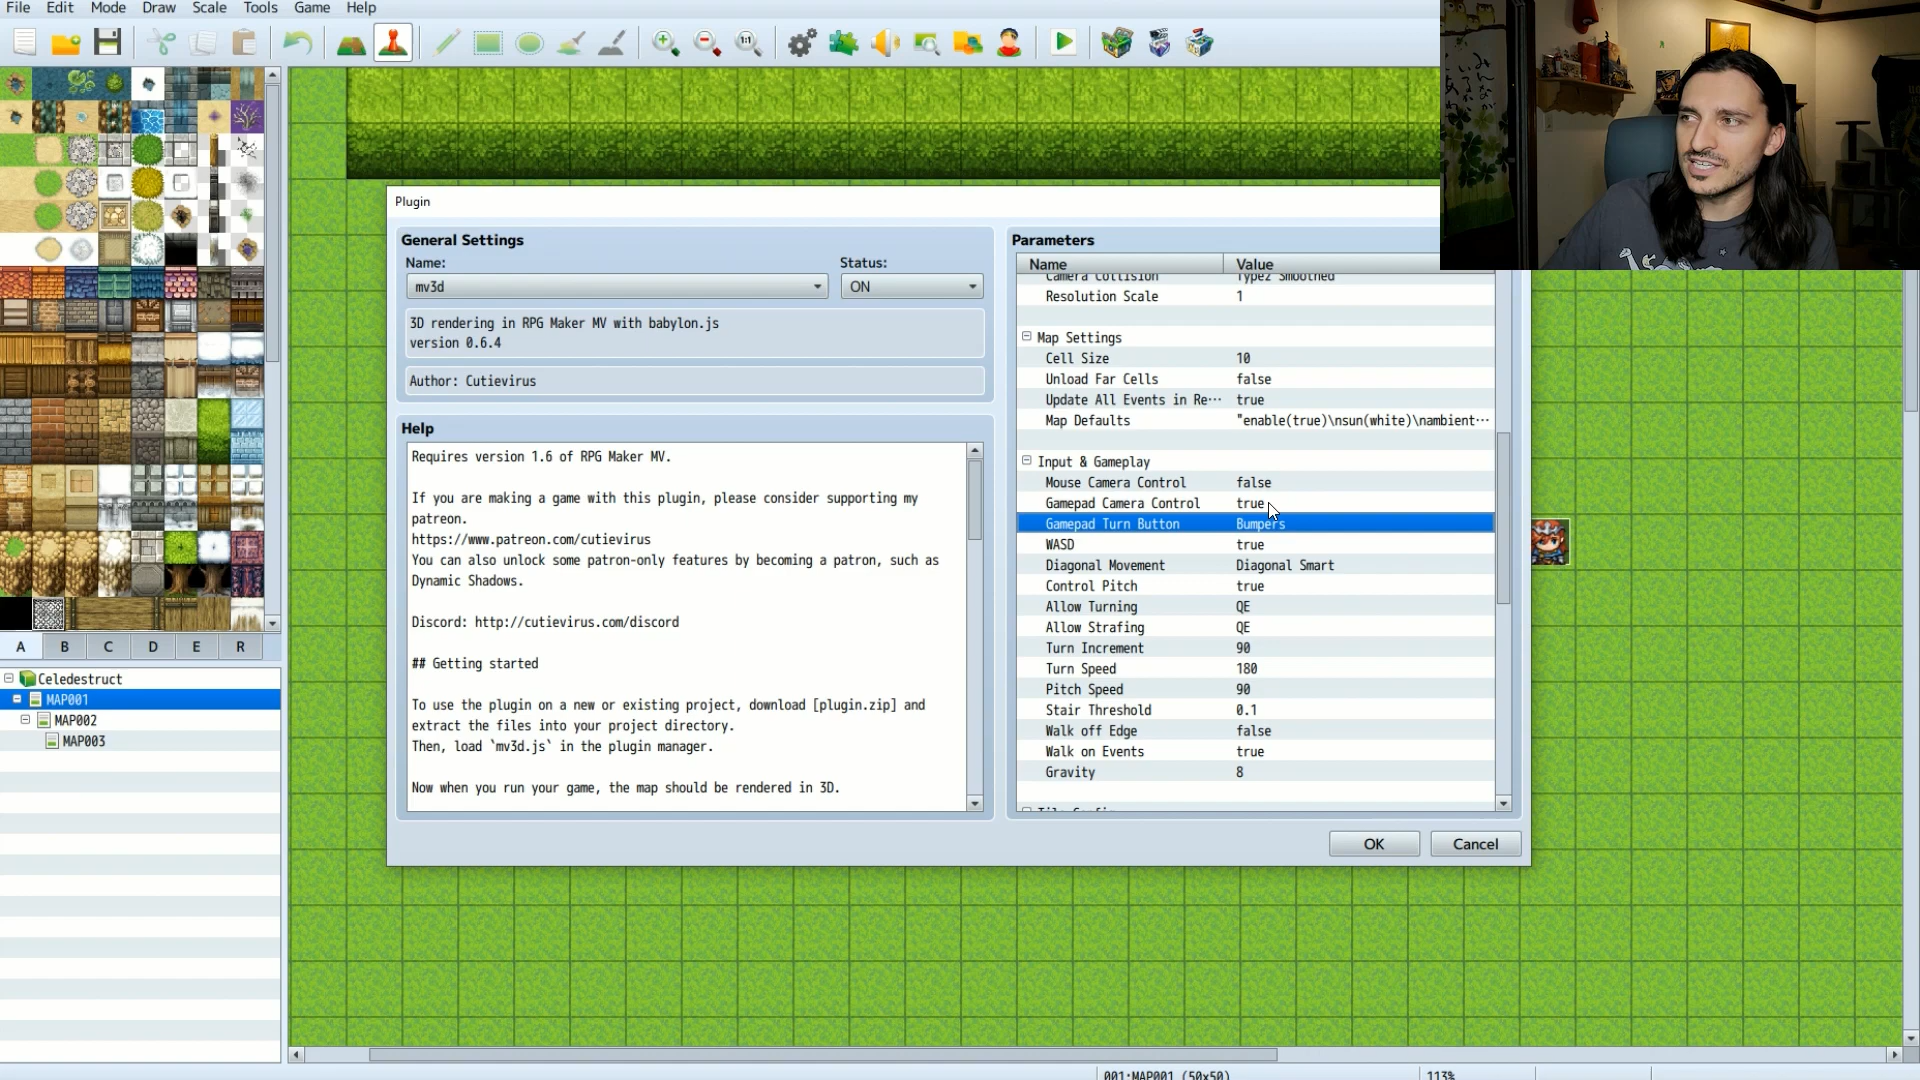 File Edit Mode Draw Scale Tools Game Help
Plugin
General Settings
Name:
Status:
mv3d
ON
3D rendering in RPG Maker MV with babylon.js
version 0.6.4
Author: Cutievirus
Help
Requires version 1.6 of RPG Maker MV.
If you are making a game with this plugin, please consider supporting my
patreon.
https://www.patreon.com/cutievirus
You can also unlock some patron-only features by becoming a patron, such as
Dynamic Shadows.
Discord: http://cutievirus.com/discord
## Getting started
To use the plugin on a new or existing project, download [plugin.zip] and
extract the files into your project directory.
Then, load `mv3d.js` in the plugin manager.
Now when you run your game, the map should be rendered in 3D.
Parameters
Name Value
Camera Collision Type2 Smoothed
Resolution Scale 1
Map Settings
Cell Size 10
Unload Far Cells false
Update All Events in Re··· true
Map Defaults "enable(true)\nsun(white)\nambient···
Input & Gameplay
Mouse Camera Control false
Gamepad Camera Control true
Gamepad Turn Button Bumpers
WASD true
Diagonal Movement Diagonal Smart
Control Pitch true
Allow Turning QE
Allow Strafing QE
Turn Increment 90
Turn Speed 180
Pitch Speed 90
Stair Threshold 0.1
Walk off Edge false
Walk on Events true
Gravity 8
OK Cancel
A B C D E R
Celedestruct
MAP001
MAP002
MAP003
001:MAP001 (50x50) 113%
1:1